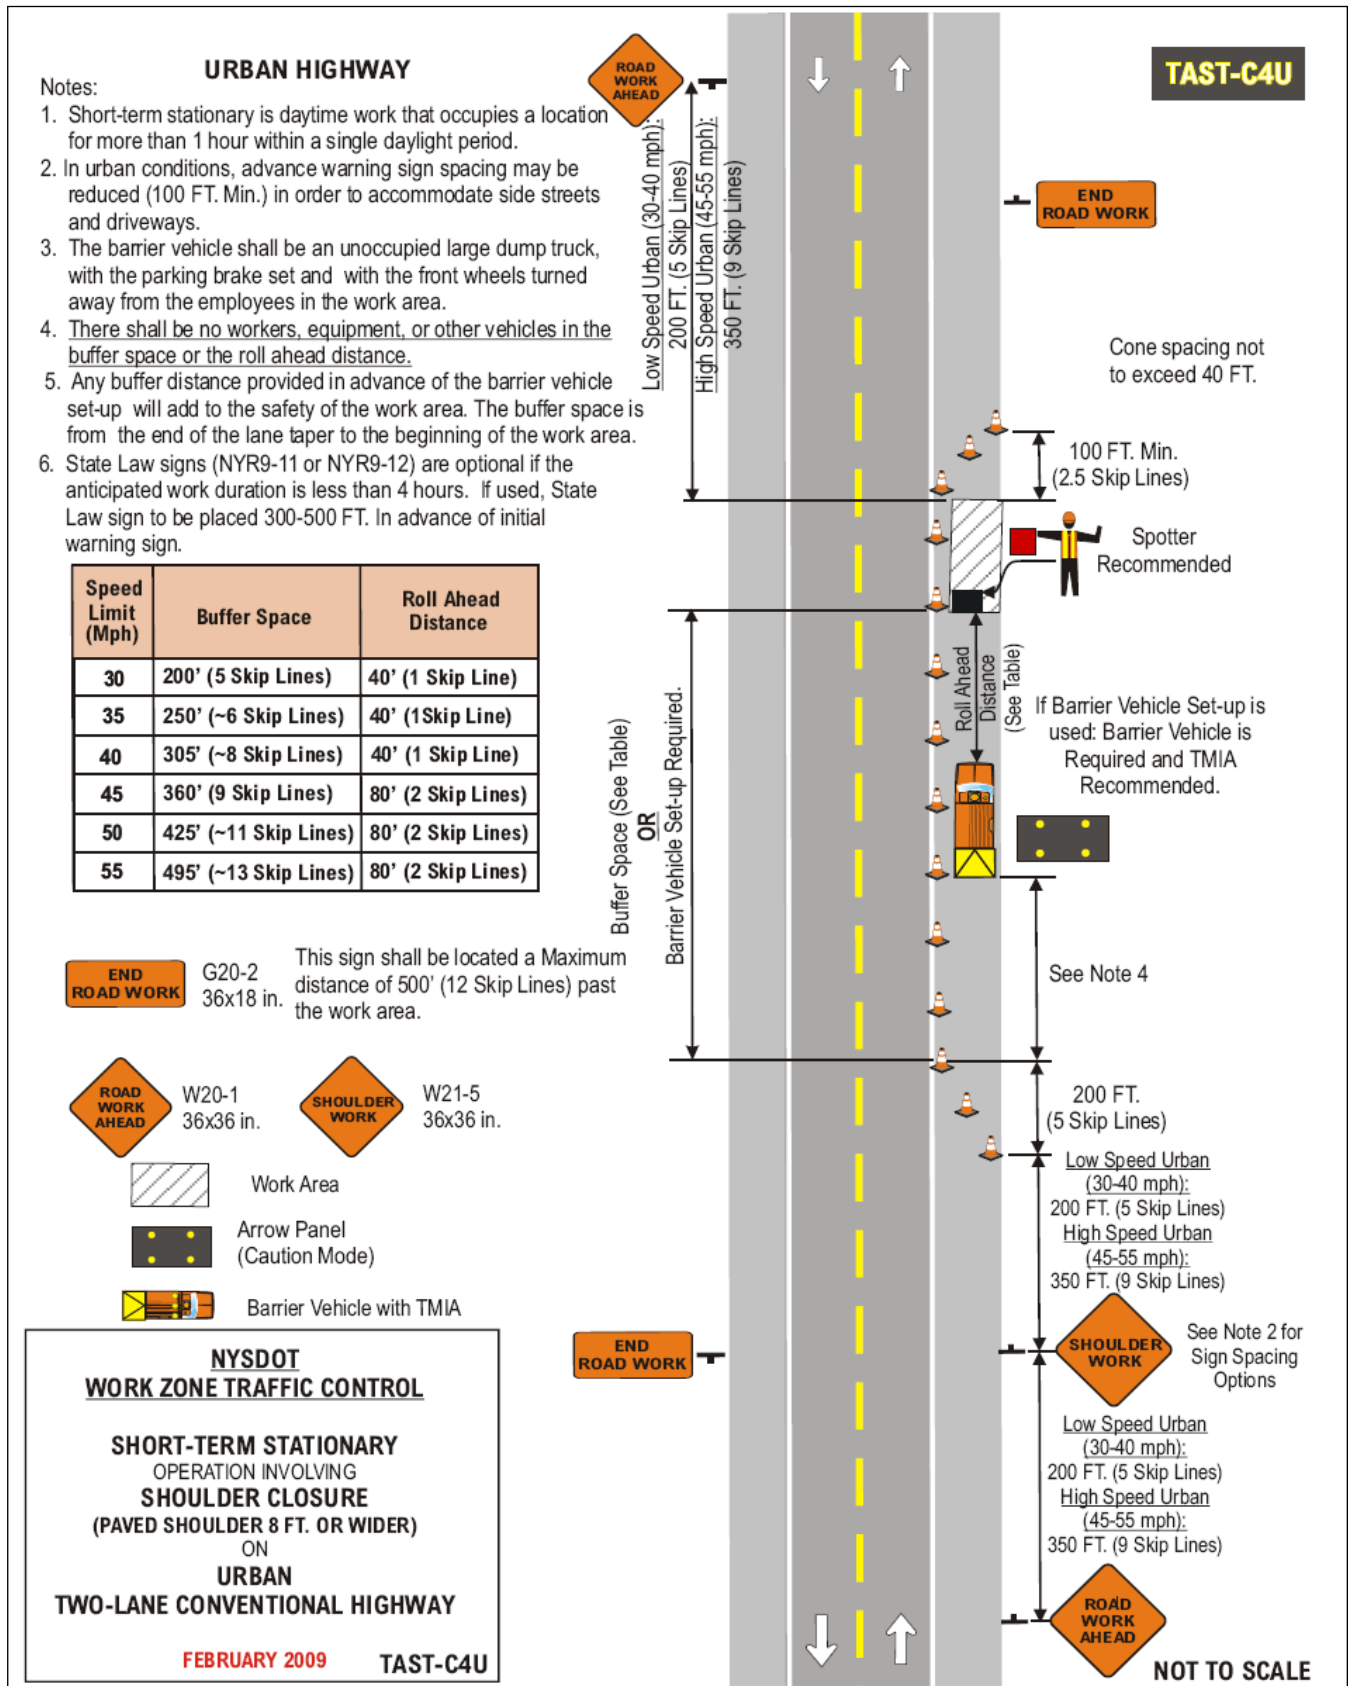 URBAN HIGHWAY
Notes:
1. Short-term stationary is daytime work that occupies a location
for more than 1 hour within a single daylight period.
2. In urban conditions, advance warning sign spacing may be
reduced (100 FT. Min.) in order to accommodate side streets
and driveways.
3. The barrier vehicle shall be an unoccupied large dump truck,
with the parking brake set and with the front wheels turned
away from the employees in the work area.
4. There shall be no workers, equipment, or other vehicles in the
buffer space or the roll ahead distance.
5. Any buffer distance provided in advance of the barrier vehicle
set-up will add to the safety of the work area. The buffer space is
from the end of the lane taper to the beginning of the work area.
6. State Law signs (NYR9-11 or NYR9-12) are optional if the
anticipated work duration is less than 4 hours. If used, State
Law sign to be placed 300-500 FT. In advance of initial
warning sign.
Speed
Limit
(Mph)
Buffer Space
Roll Ahead
Distance
30 200' (5 Skip Lines) 40' (1 Skip Line)
35 250' (~6 Skip Lines) 40' (1Skip Line)
40 305' (~8 Skip Lines) 40' (1 Skip Line)
45 360' (9 Skip Lines) 80' (2 Skip Lines)
50 425' (~11 Skip Lines) 80' (2 Skip Lines)
55 495' (~13 Skip Lines) 80' (2 Skip Lines)
END
ROAD WORK
G20-2
36x18 in.
This sign shall be located a Maximum
distance of 500' (12 Skip Lines) past
the work area.
ROAD
WORK
AHEAD
W20-1
36x36 in.
SHOULDER
WORK
W21-5
36x36 in.
Work Area
Arrow Panel
(Caution Mode)
Barrier Vehicle with TMIA
NYSDOT
WORK ZONE TRAFFIC CONTROL
SHORT-TERM STATIONARY
OPERATION INVOLVING
SHOULDER CLOSURE
(PAVED SHOULDER 8 FT. OR WIDER)
ON
URBAN
TWO-LANE CONVENTIONAL HIGHWAY
FEBRUARY 2009
TAST-C4U
ROAD
WORK
AHEAD
Low Speed Urban (30-40 mph):
200 FT. (5 Skip Lines)
High Speed Urban (45-55 mph):
350 FT. (9 Skip Lines)
Buffer Space (See Table)
OR
Barrier Vehicle Set-up Required.
END
ROAD WORK
TAST-C4U
END
ROAD WORK
Cone spacing not
to exceed 40 FT.
100 FT. Min.
(2.5 Skip Lines)
Spotter
Recommended
Roll Ahead
Distance
(See Table)
If Barrier Vehicle Set-up is
used: Barrier Vehicle is
Required and TMIA
Recommended.
See Note 4
200 FT.
(5 Skip Lines)
Low Speed Urban
(30-40 mph):
200 FT. (5 Skip Lines)
High Speed Urban
(45-55 mph):
350 FT. (9 Skip Lines)
SHOULDER
WORK
See Note 2 for
Sign Spacing
Options
Low Speed Urban
(30-40 mph):
200 FT. (5 Skip Lines)
High Speed Urban
(45-55 mph):
350 FT. (9 Skip Lines)
ROAD
WORK
AHEAD
NOT TO SCALE